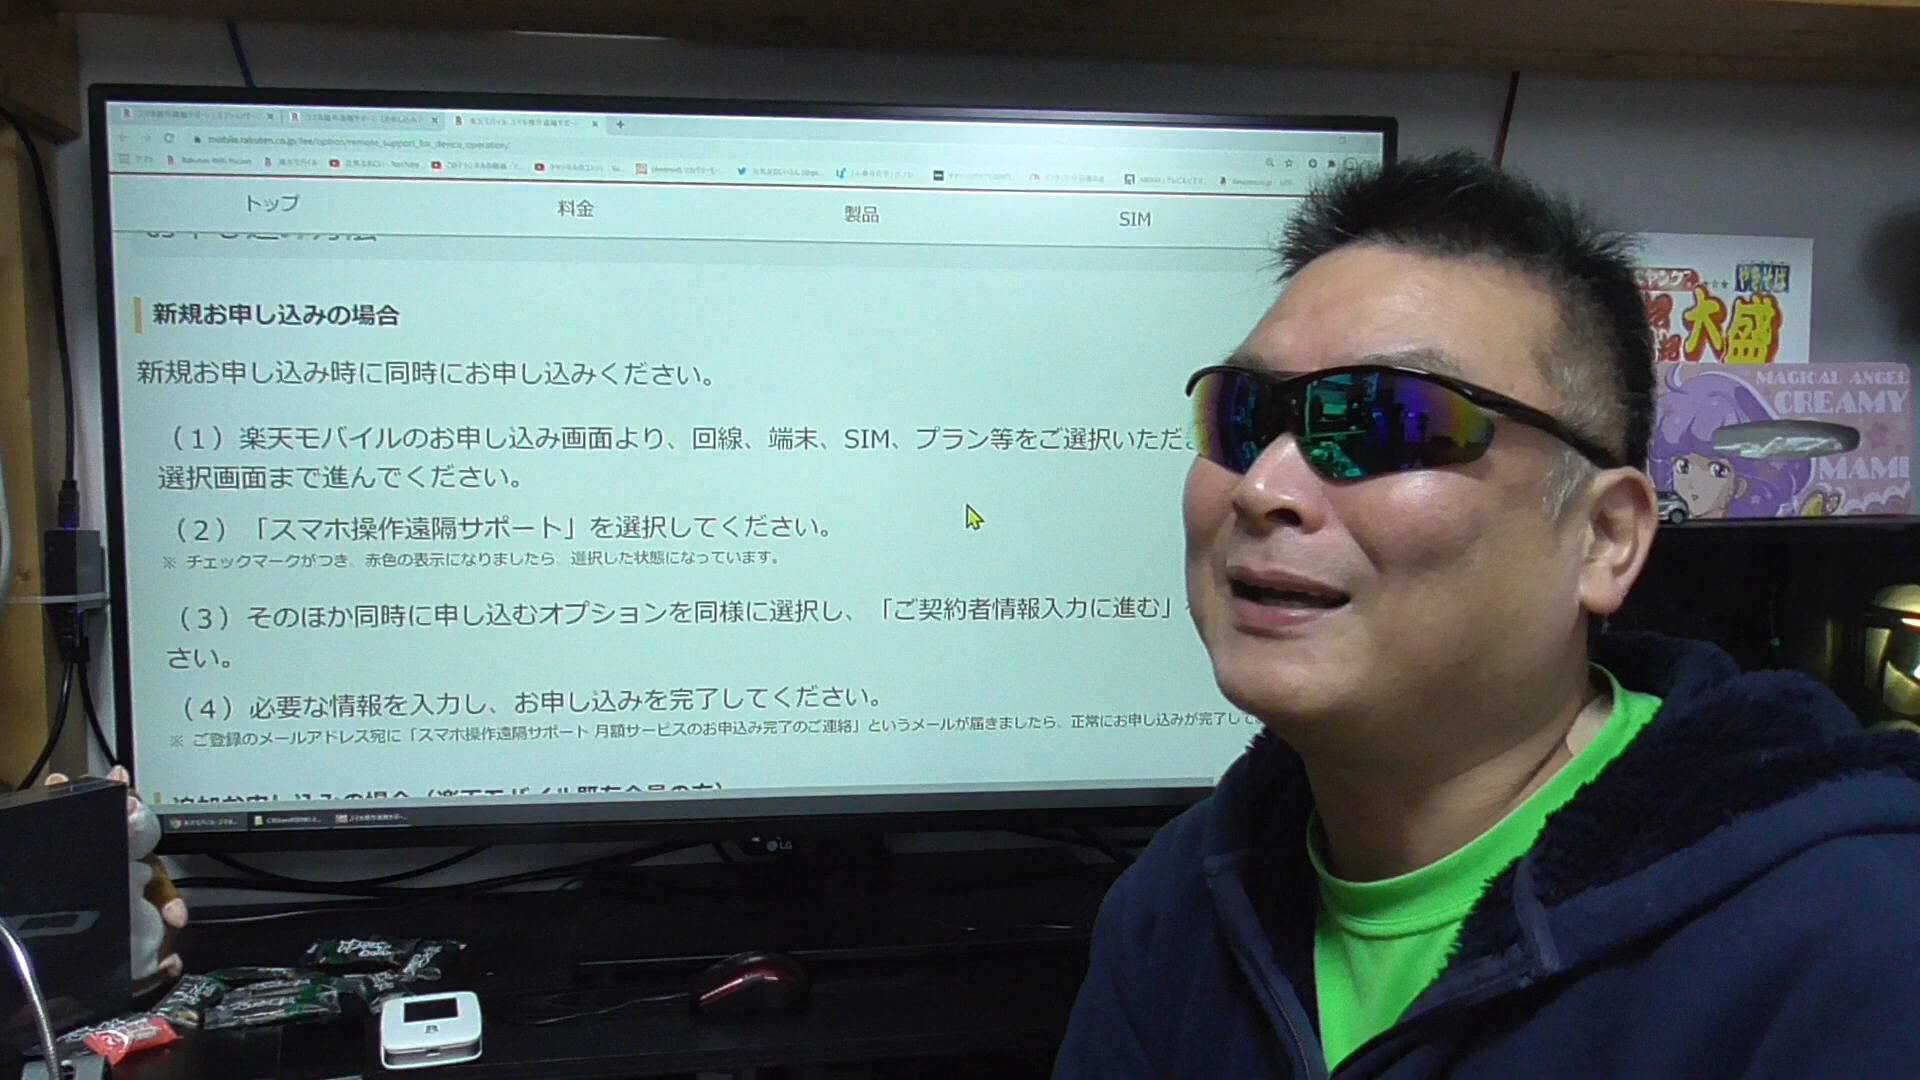 mobile.rakuten.co.jp/fee/option/remote_support_for_device_operation/
トップ
料金
製品
SIM
新規お申し込みの場合
新規お申し込み時に同時にお申し込みください。
（1）楽天モバイルのお申し込み画面より、回線、端末、SIM、プラン等をご選択いただ
選択画面まで進んでください。
（2）「スマホ操作遠隔サポート」を選択してください。
※ チェックマークがつき、赤色の表示になりましたら、選択した状態になっています。
（3）そのほか同時に申し込むオプションを同様に選択し、「ご契約者情報入力に進む」
さい。
（4）必要な情報を入力し、お申し込みを完了してください。
※ ご登録のメールアドレス宛に「スマホ操作遠隔サポート 月額サービスのお申込み完了のご連絡」というメールが届きましたら、正常にお申し込みが完了して
LG
やきそば
大盛
MAGICAL ANGEL
CREAMY
MAMI